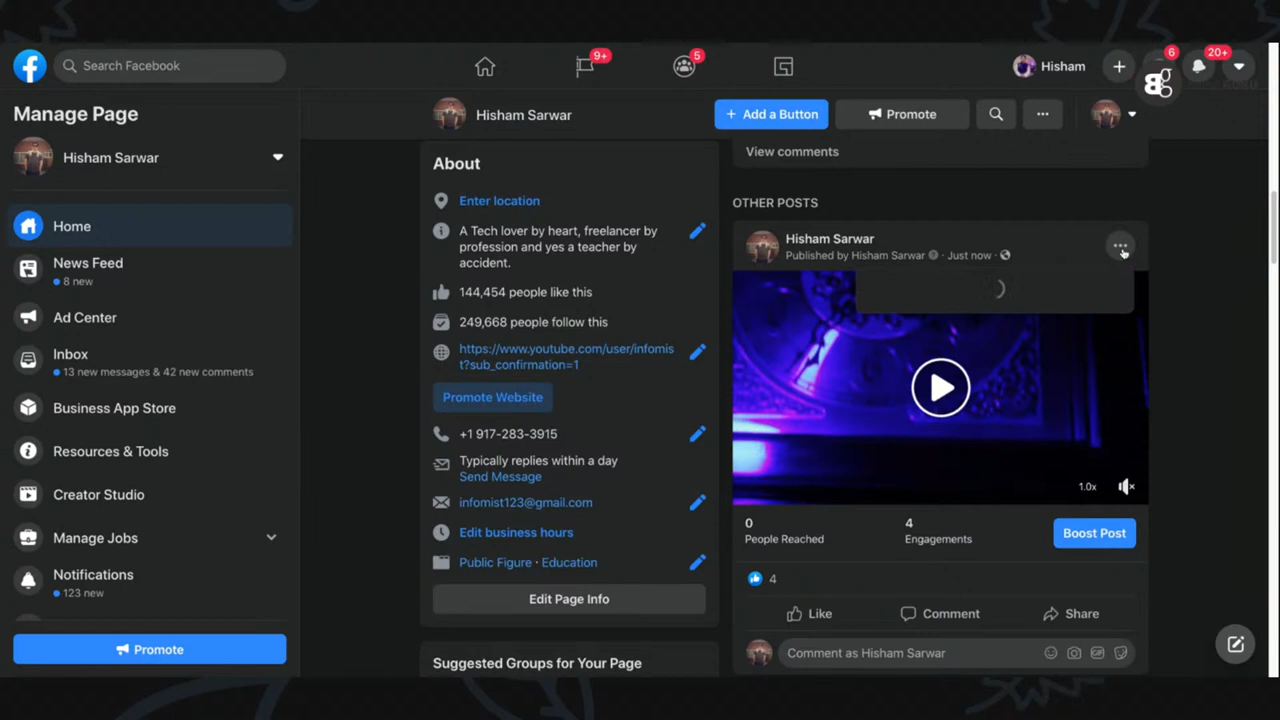 Search Facebook
9+
5
Hisham
6
20+
Manage Page
Hisham Sarwar
Home
News Feed
8 new
Ad Center
Inbox
13 new messages & 42 new comments
Business App Store
Resources & Tools
Creator Studio
Manage Jobs
Notifications
123 new
Promote
Hisham Sarwar
+ Add a Button
Promote
About
Enter location
A Tech lover by heart, freelancer by
profession and yes a teacher by
accident.
144,454 people like this
249,668 people follow this
https://www.youtube.com/user/infomis
t?sub_confirmation=1
Promote Website
+1 917-283-3915
Typically replies within a day
Send Message
infomist123@gmail.com
Edit business hours
Public Figure · Education
Edit Page Info
Suggested Groups for Your Page
View comments
OTHER POSTS
Hisham Sarwar
Published by Hisham Sarwar · Just now ·
1.0x
0
People Reached
4
Engagements
Boost Post
4
Like
Comment
Share
Comment as Hisham Sarwar
GIF